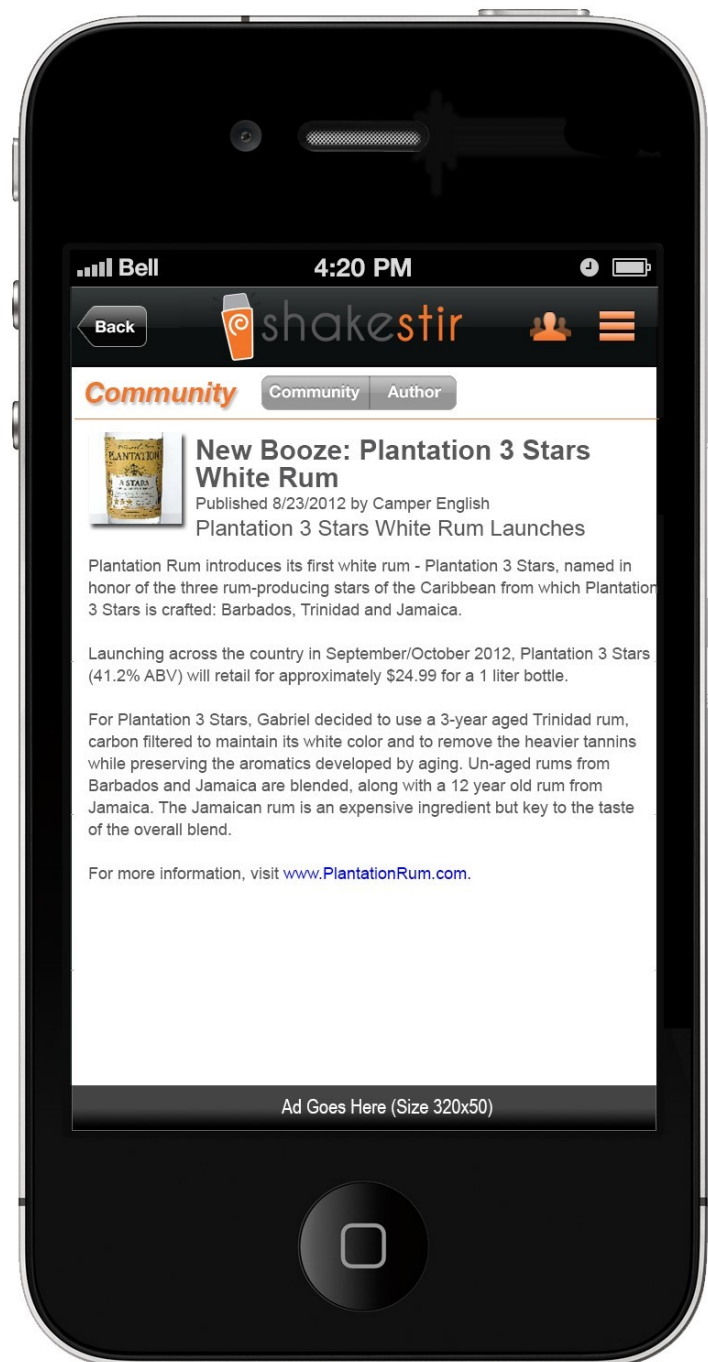 Bell 4:20 PM
Back shakestir
Community Community Author
PLANTATION
3 STARS
New Booze: Plantation 3 Stars
White Rum
Published 8/23/2012 by Camper English
Plantation 3 Stars White Rum Launches
Plantation Rum introduces its first white rum - Plantation 3 Stars, named in
honor of the three rum-producing stars of the Caribbean from which Plantation
3 Stars is crafted: Barbados, Trinidad and Jamaica.
Launching across the country in September/October 2012, Plantation 3 Stars
(41.2% ABV) will retail for approximately $24.99 for a 1 liter bottle.
For Plantation 3 Stars, Gabriel decided to use a 3-year aged Trinidad rum,
carbon filtered to maintain its white color and to remove the heavier tannins
while preserving the aromatics developed by aging. Un-aged rums from
Barbados and Jamaica are blended, along with a 12 year old rum from
Jamaica. The Jamaican rum is an expensive ingredient but key to the taste
of the overall blend.
For more information, visit www.PlantationRum.com.
Ad Goes Here (Size 320x50)